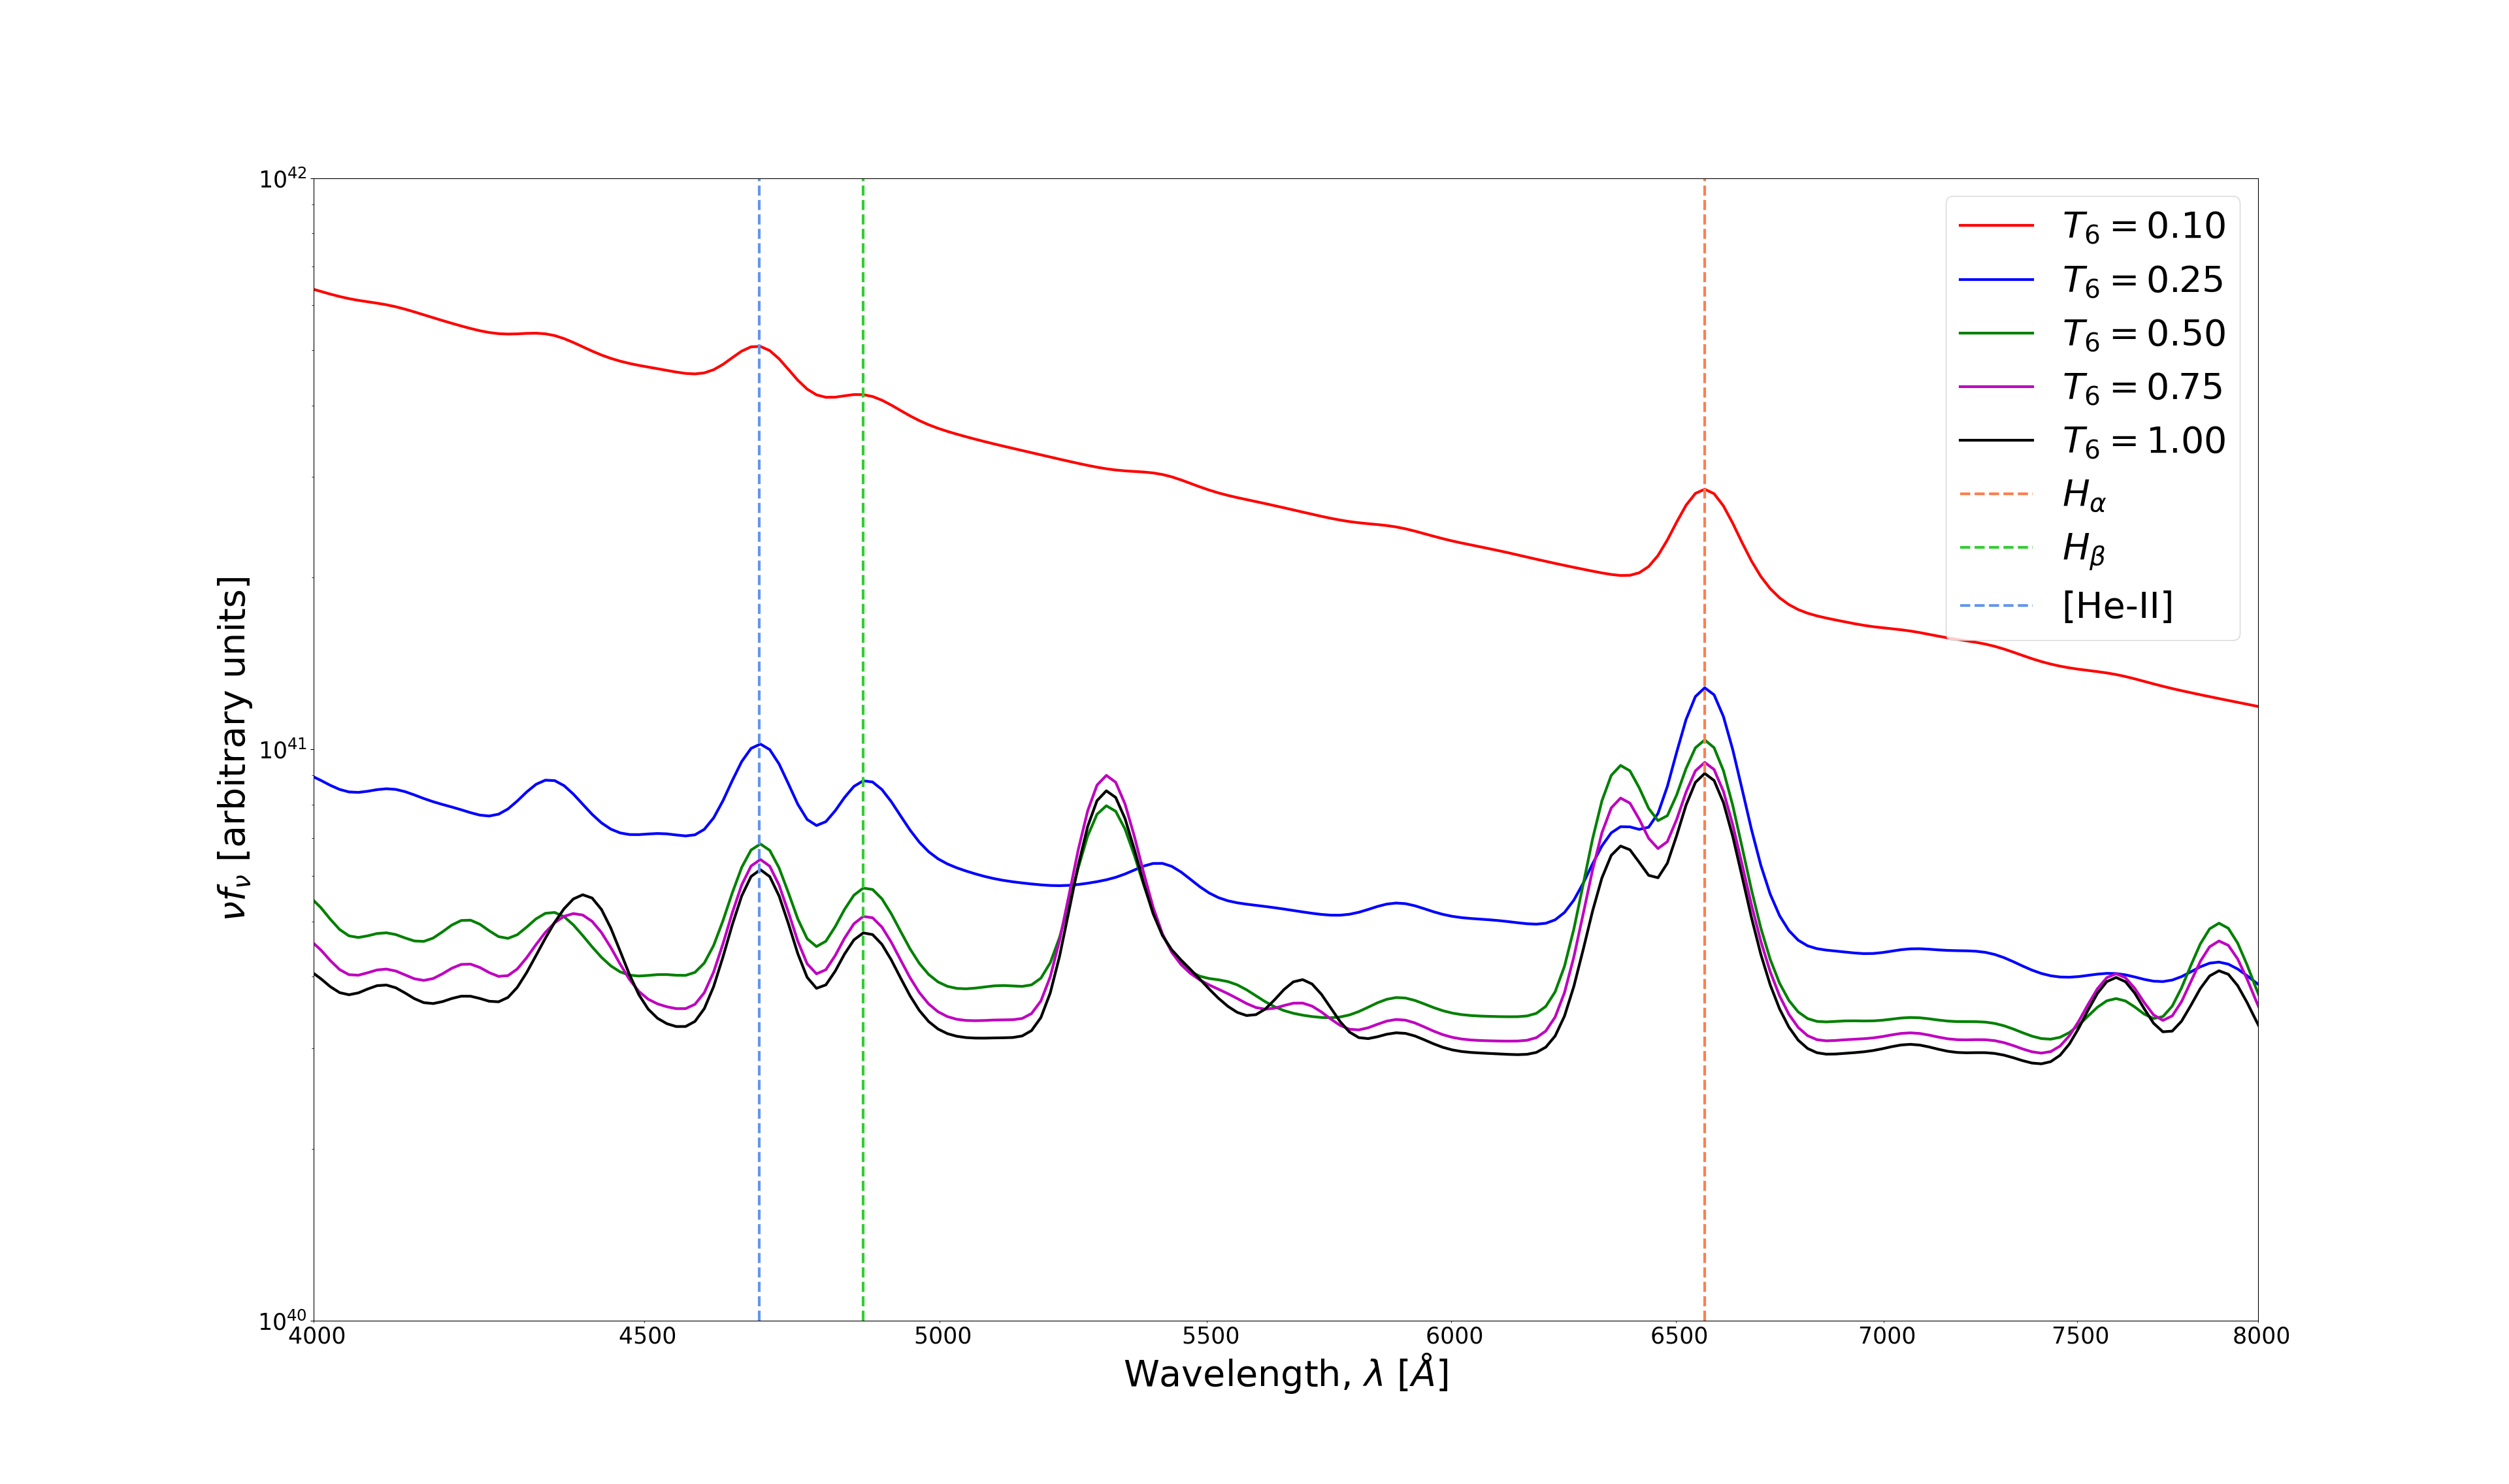 10^42
10^41
10^40
νf_ν [arbitrary units]
4000 4500 5000 5500 6000 6500 7000 7500 8000
Wavelength, λ [Å]
T_6 = 0.10
T_6 = 0.25
T_6 = 0.50
T_6 = 0.75
T_6 = 1.00
H_α
H_β
[He-II]